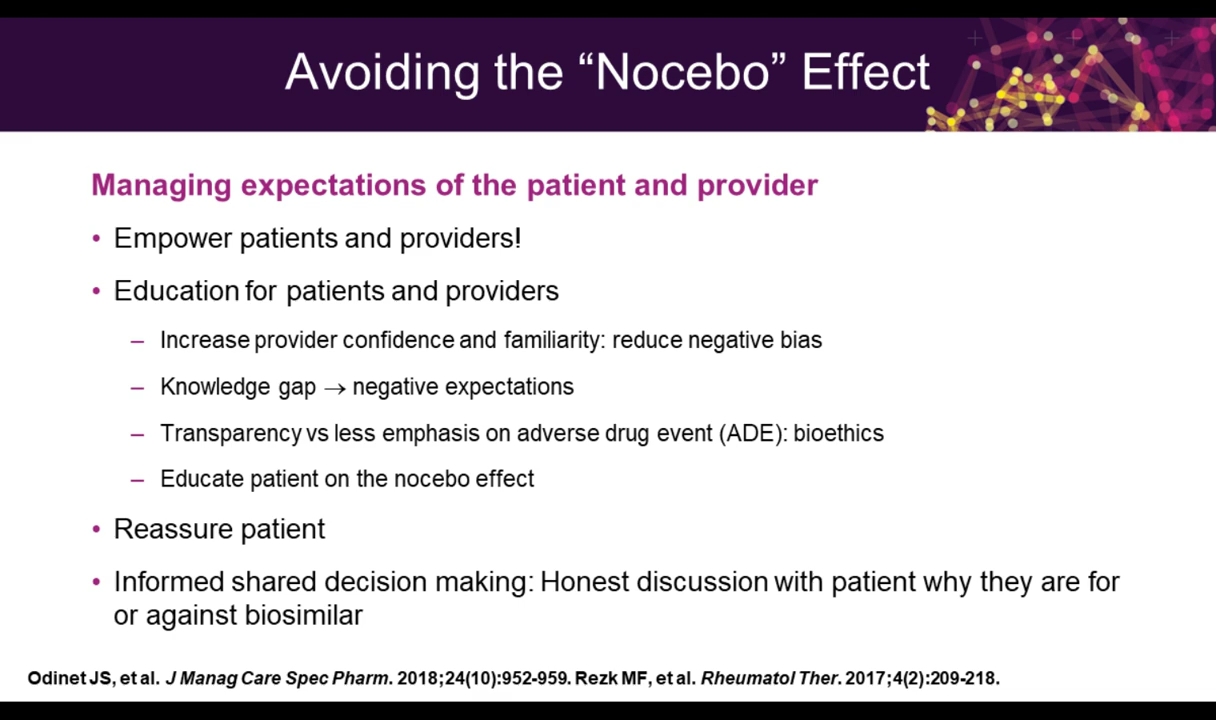 Avoiding the “Nocebo” Effect
Managing expectations of the patient and provider
• Empower patients and providers!
• Education for patients and providers
– Increase provider confidence and familiarity: reduce negative bias
– Knowledge gap → negative expectations
– Transparency vs less emphasis on adverse drug event (ADE): bioethics
– Educate patient on the nocebo effect
• Reassure patient
• Informed shared decision making: Honest discussion with patient why they are for
or against biosimilar
Odinet JS, et al. J Manag Care Spec Pharm. 2018;24(10):952-959. Rezk MF, et al. Rheumatol Ther. 2017;4(2):209-218.